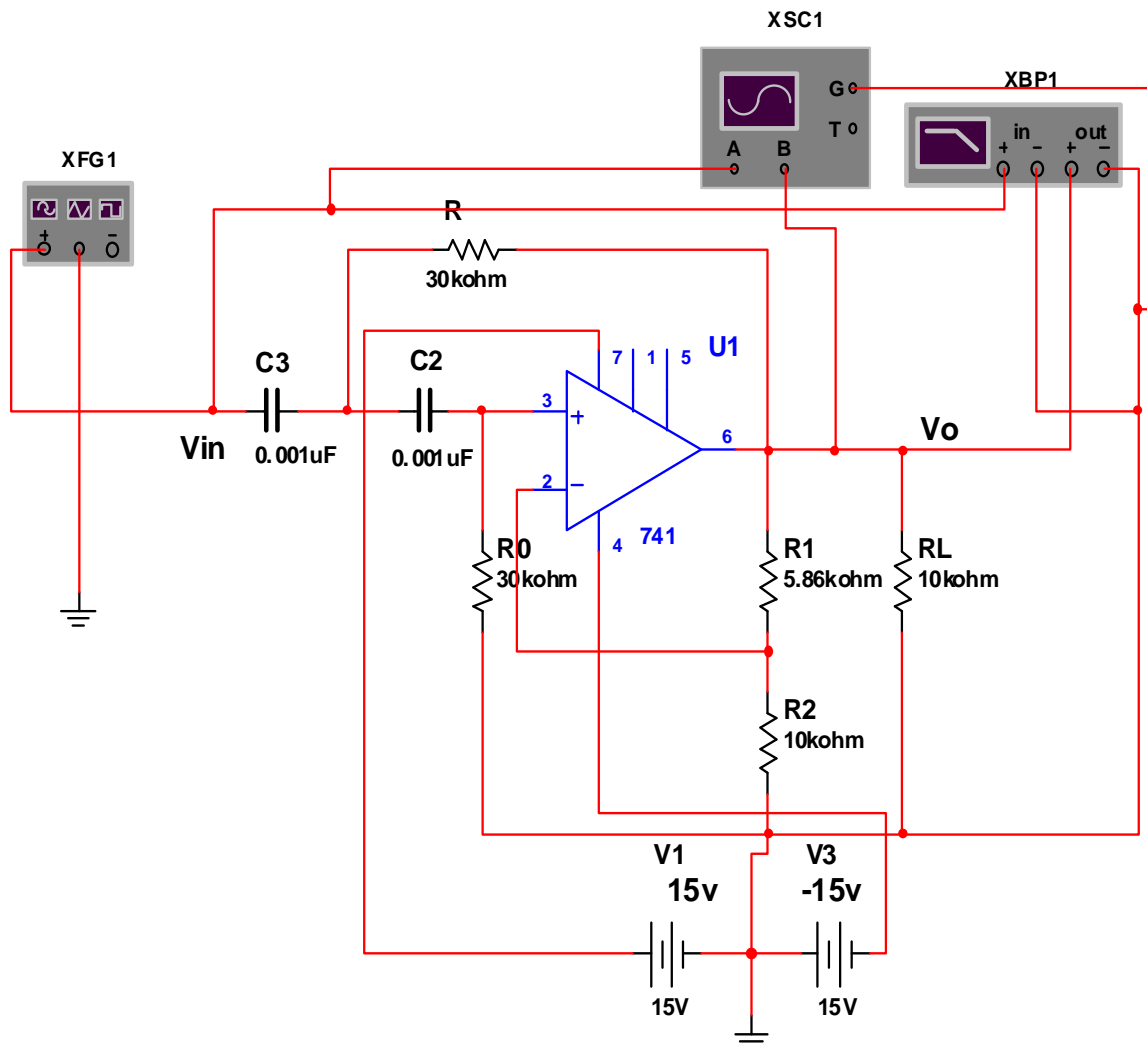 XSC1
G
T
A B
XBP1
in out
+ - + -
XFG1
+ -
R
30kohm
C3
0.001uF
C2
0.001uF
Vin
7 1 5
U1
3
+
2
-
6
4
741
Vo
R0
30kohm
R1
5.86kohm
RL
10kohm
R2
10kohm
V1
15v
15V
V3
-15v
15V